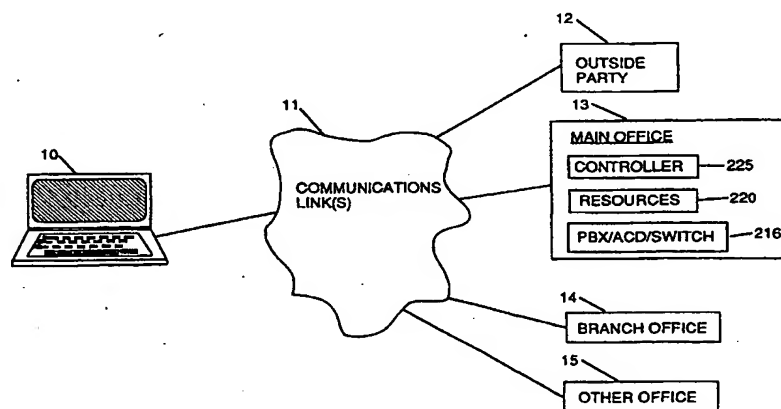 12
OUTSIDE
PARTY
13
11
MAIN OFFICE
10
CONTROLLER 225
COMMUNICATIONS
LINK(S)
RESOURCES 220
PBX/ACD/SWITCH 216
14
BRANCH OFFICE
15
OTHER OFFICE